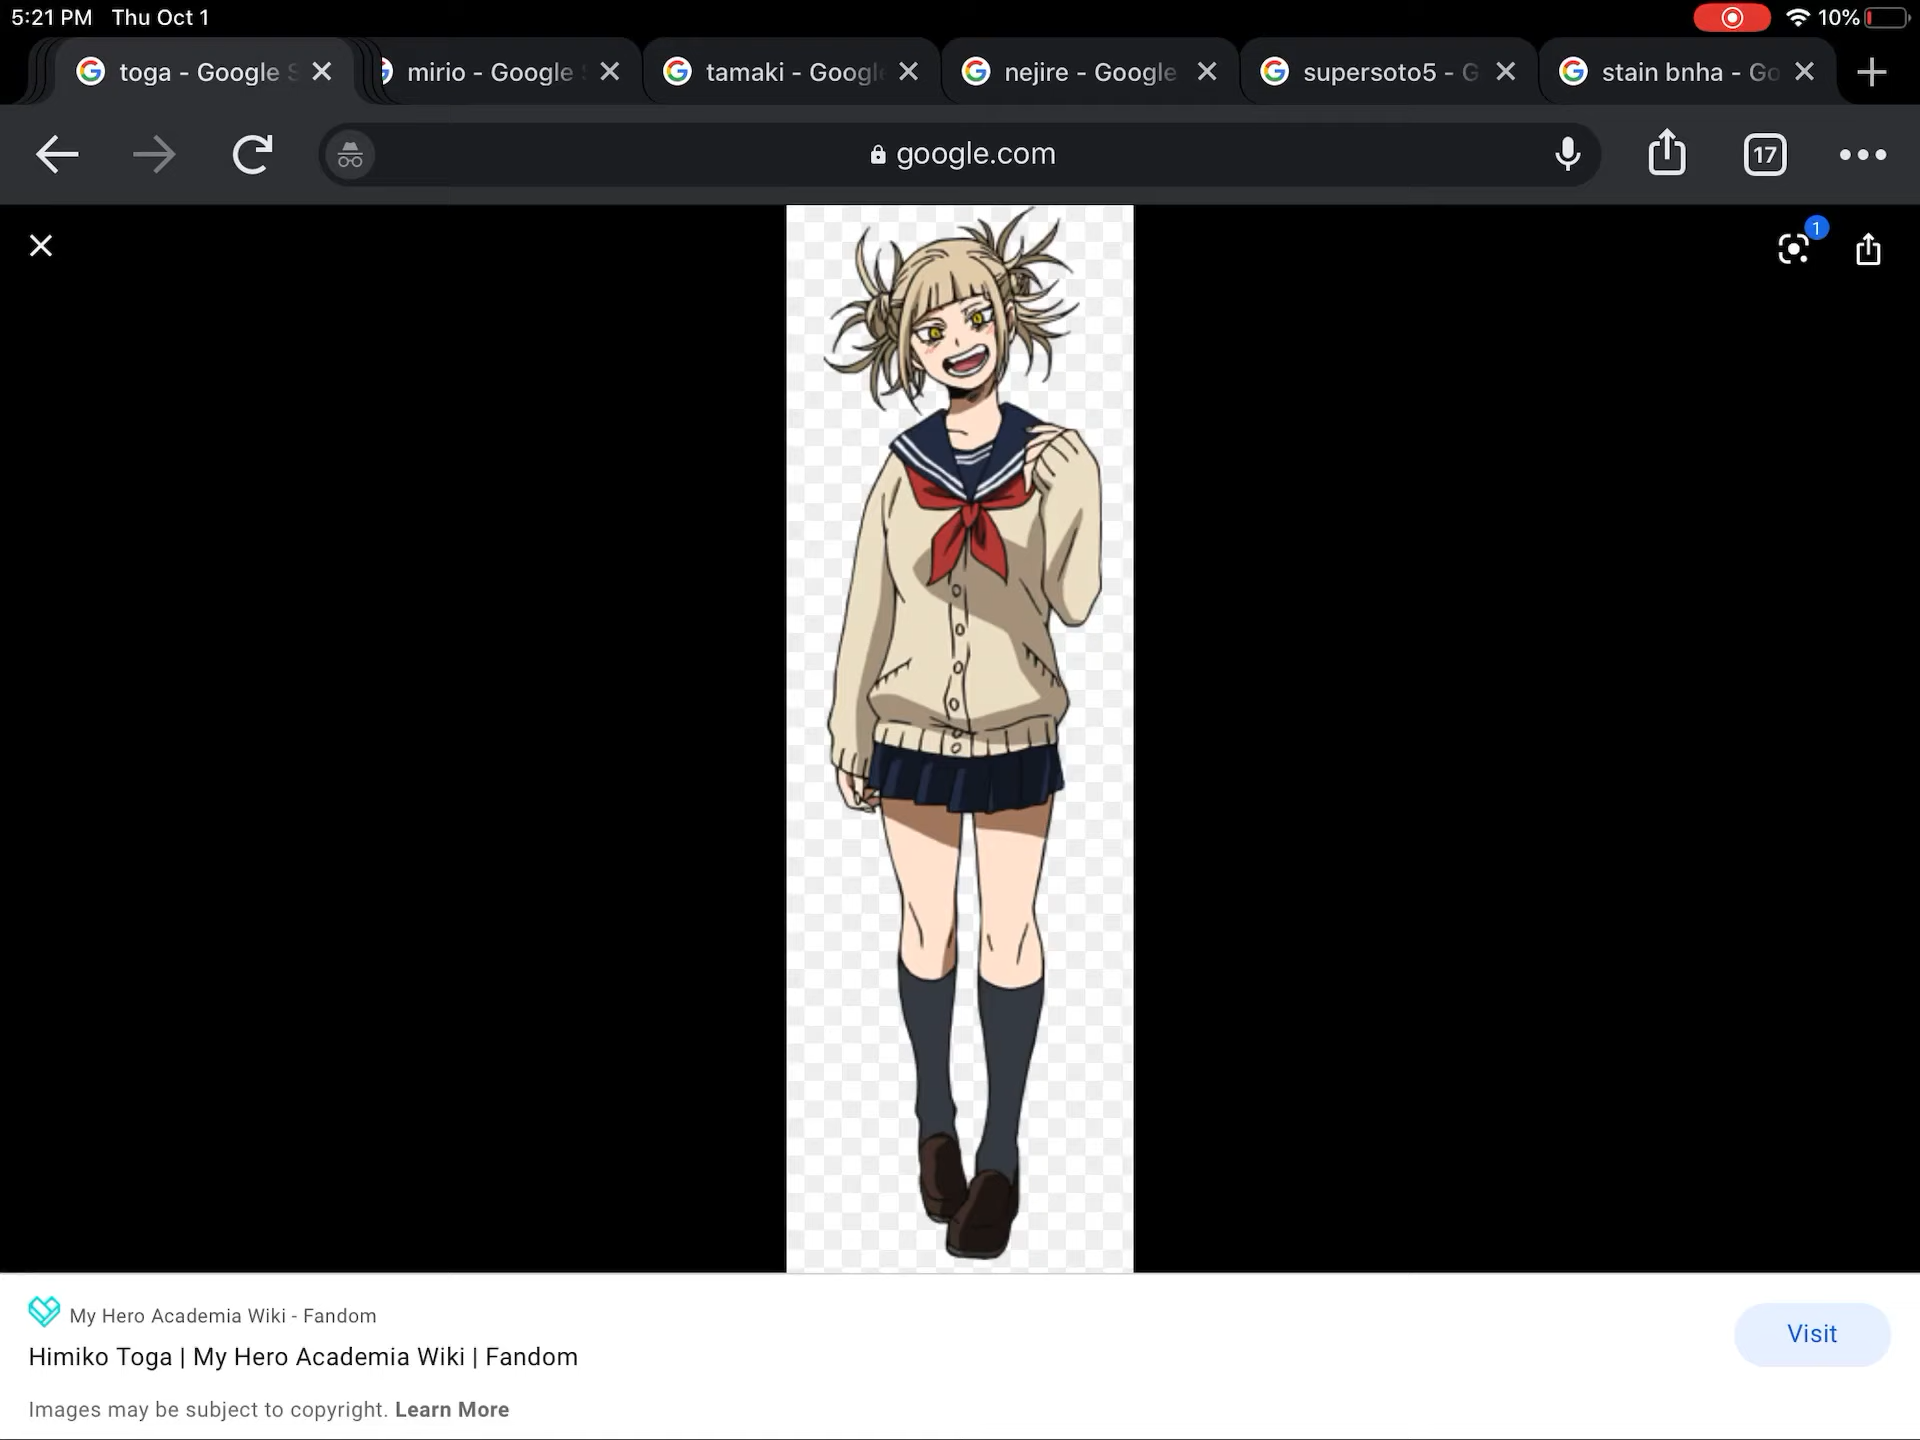 5:21 PM Thu Oct 1
10%
toga - Google S
mirio - Google S
tamaki - Google
nejire - Google
supersoto5 - G
stain bnha - Go
google.com
17
1
My Hero Academia Wiki - Fandom
Himiko Toga | My Hero Academia Wiki | Fandom
Visit
Images may be subject to copyright. Learn More